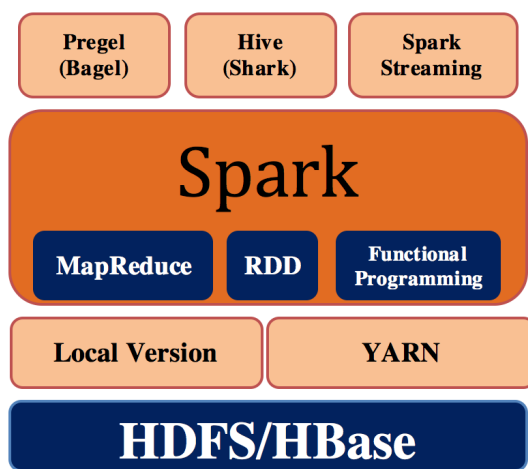 Pregel
(Bagel)
Hive
(Shark)
Spark
Streaming
Spark
MapReduce
RDD
Functional
Programming
Local Version
YARN
HDFS/HBase